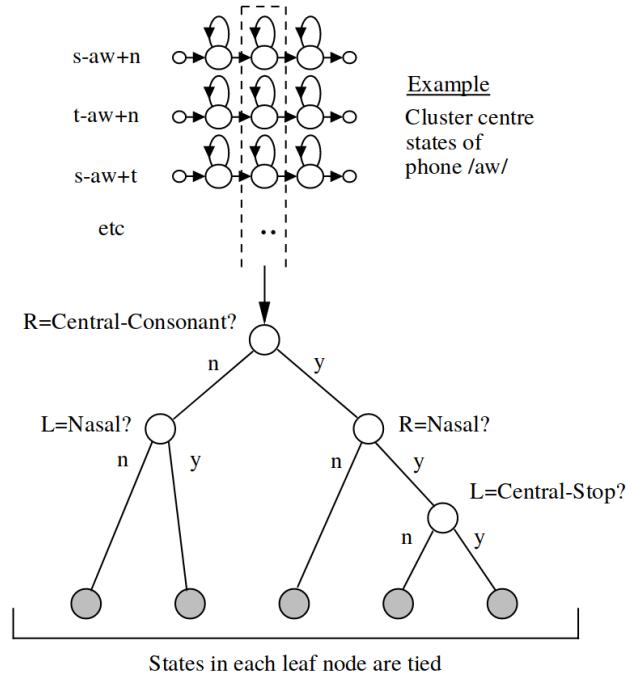 s-aw+n
t-aw+n
s-aw+t
etc
..
Example
Cluster centre
states of
phone /aw/
R=Central-Consonant?
n
y
L=Nasal?
R=Nasal?
n
y
n
y
L=Central-Stop?
n
y
States in each leaf node are tied